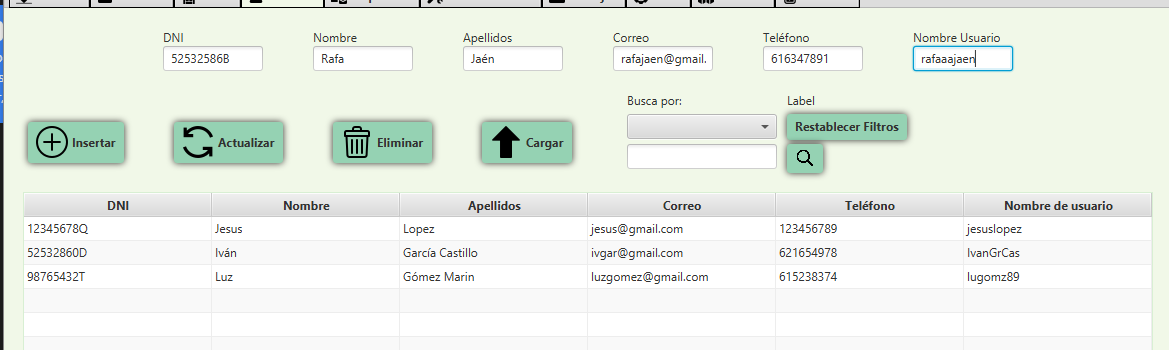 DNI Nombre Apellidos Correo Teléfono Nombre Usuario
52532586B Rafa Jaén rafajaen@gmail. 616347891 rafaaajaen
Busca por: Label
Insertar Actualizar Eliminar Cargar Restablecer Filtros
DNI Nombre Apellidos Correo Teléfono Nombre de usuario
12345678Q Jesus Lopez jesus@gmail.com 123456789 jesuslopez
52532860D Iván García Castillo ivgar@gmail.com 621654978 IvanGrCas
98765432T Luz Gómez Marin luzgomez@gmail.com 615238374 lugomz89